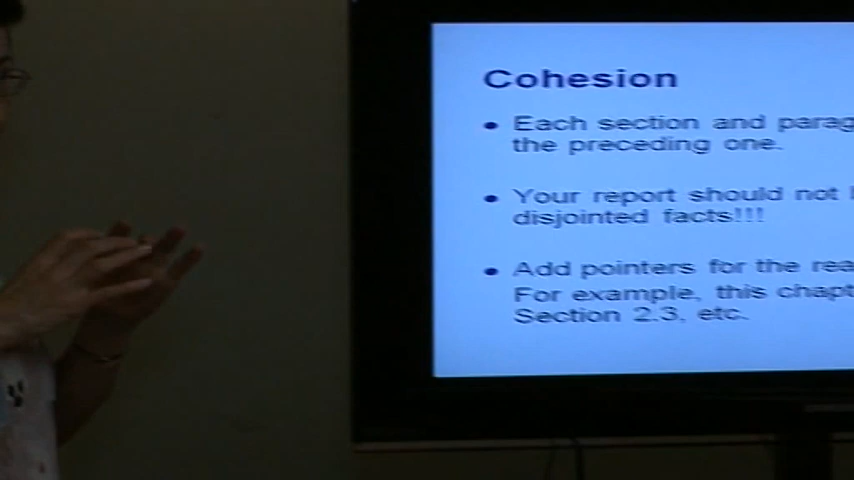 Cohesion
• Each section and parag
the preceding one.
• Your report should not
disjointed facts!!!
• Add pointers for the rea
For example, this chapt
Section 2.3, etc.